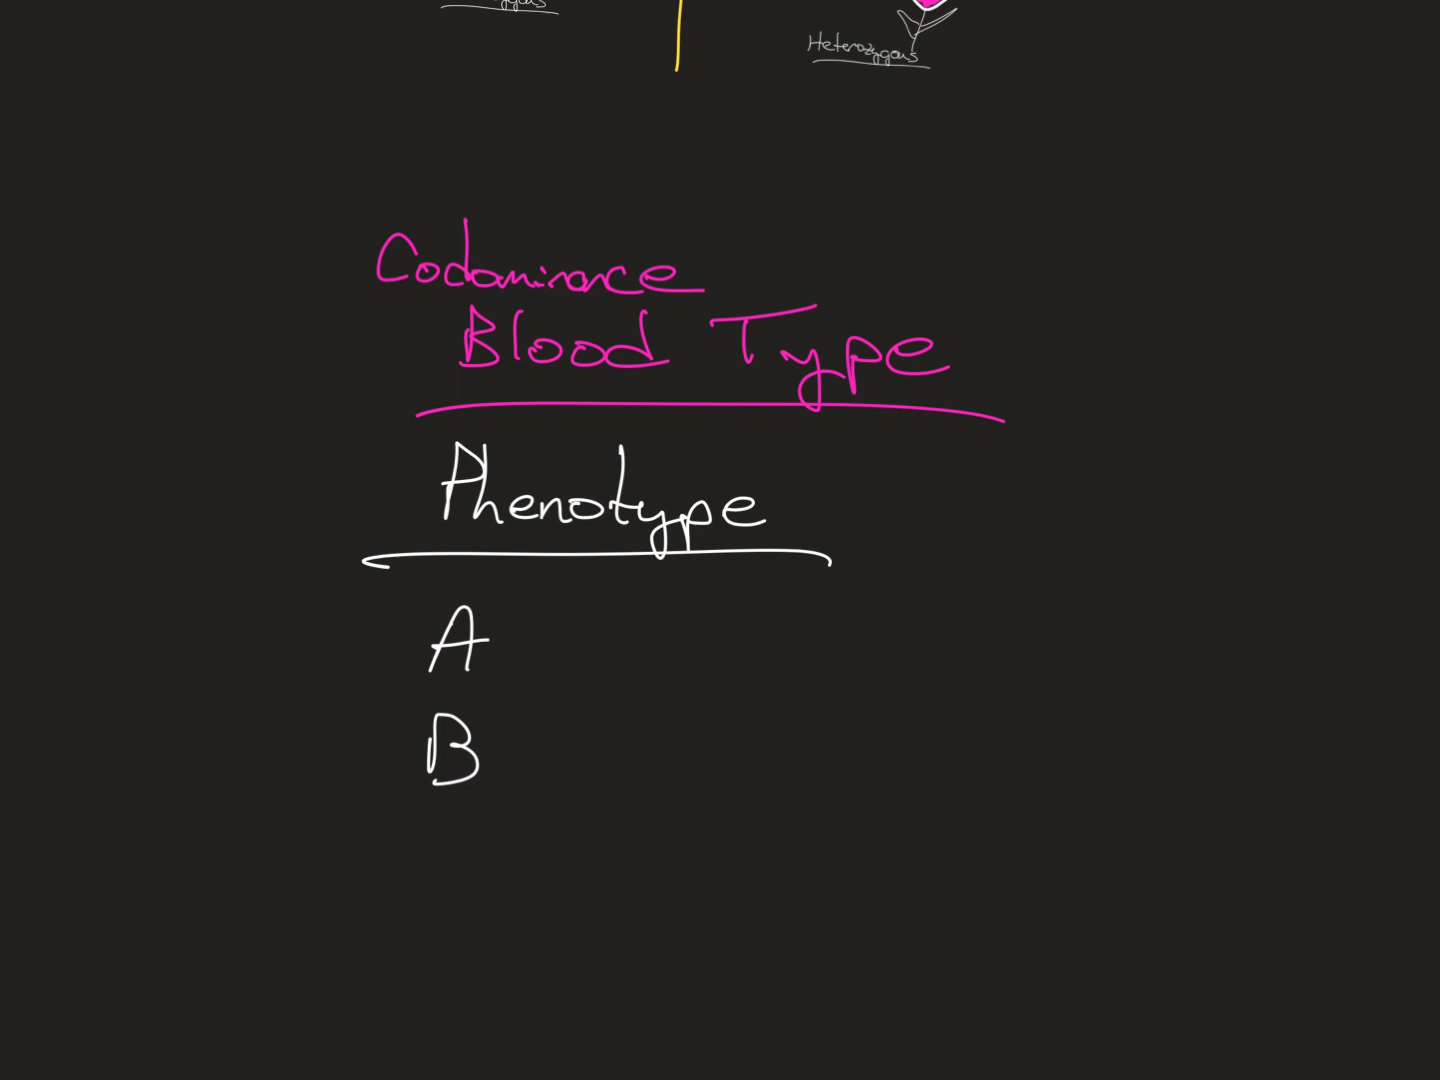 Heterozygous
Codominance
Blood Type
Phenotype
A
B